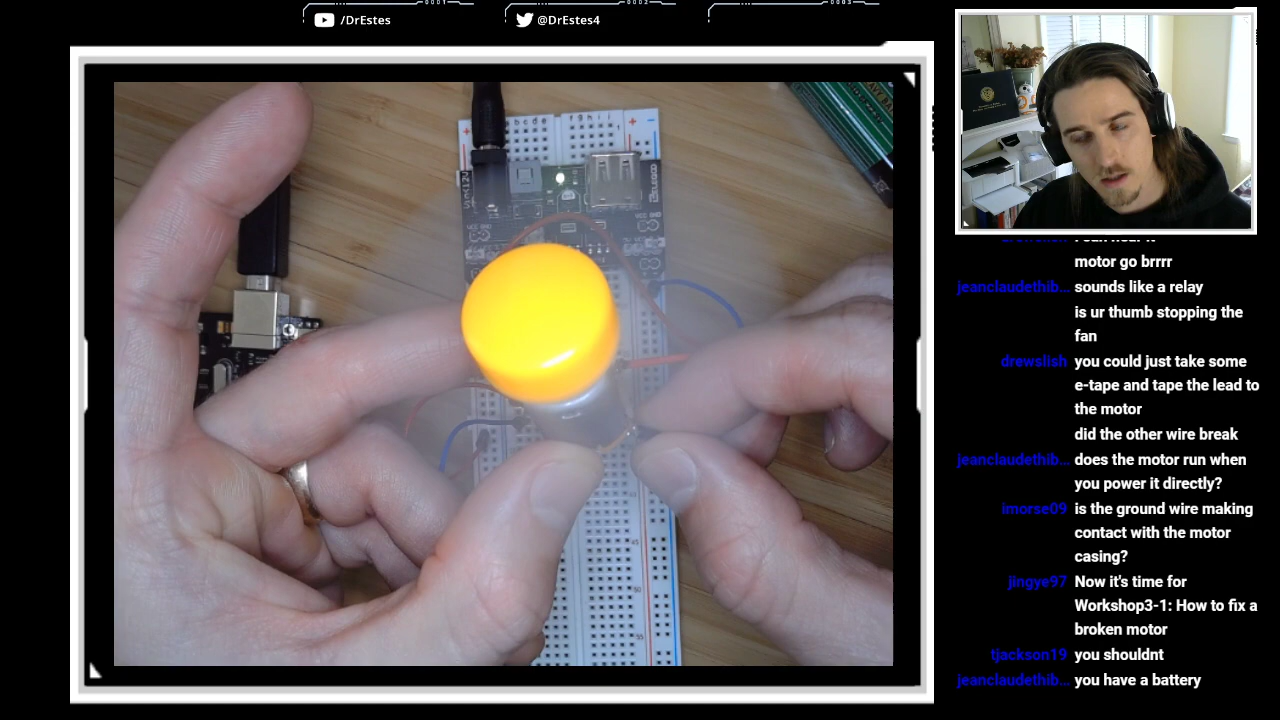 0001
0002
0003
/DrEstes
@DrEstes4
motor go brrrr
jeanclaudethib... sounds like a relay
is ur thumb stopping the
fan
drewslish you could just take some
e-tape and tape the lead to
the motor
did the other wire break
jeanclaudethib... does the motor run when
you power it directly?
imorse09 is the ground wire making
contact with the motor
casing?
jingye97 Now it's time for
Workshop3-1: How to fix a
broken motor
tjackson19 you shouldnt
jeanclaudethib... you have a battery